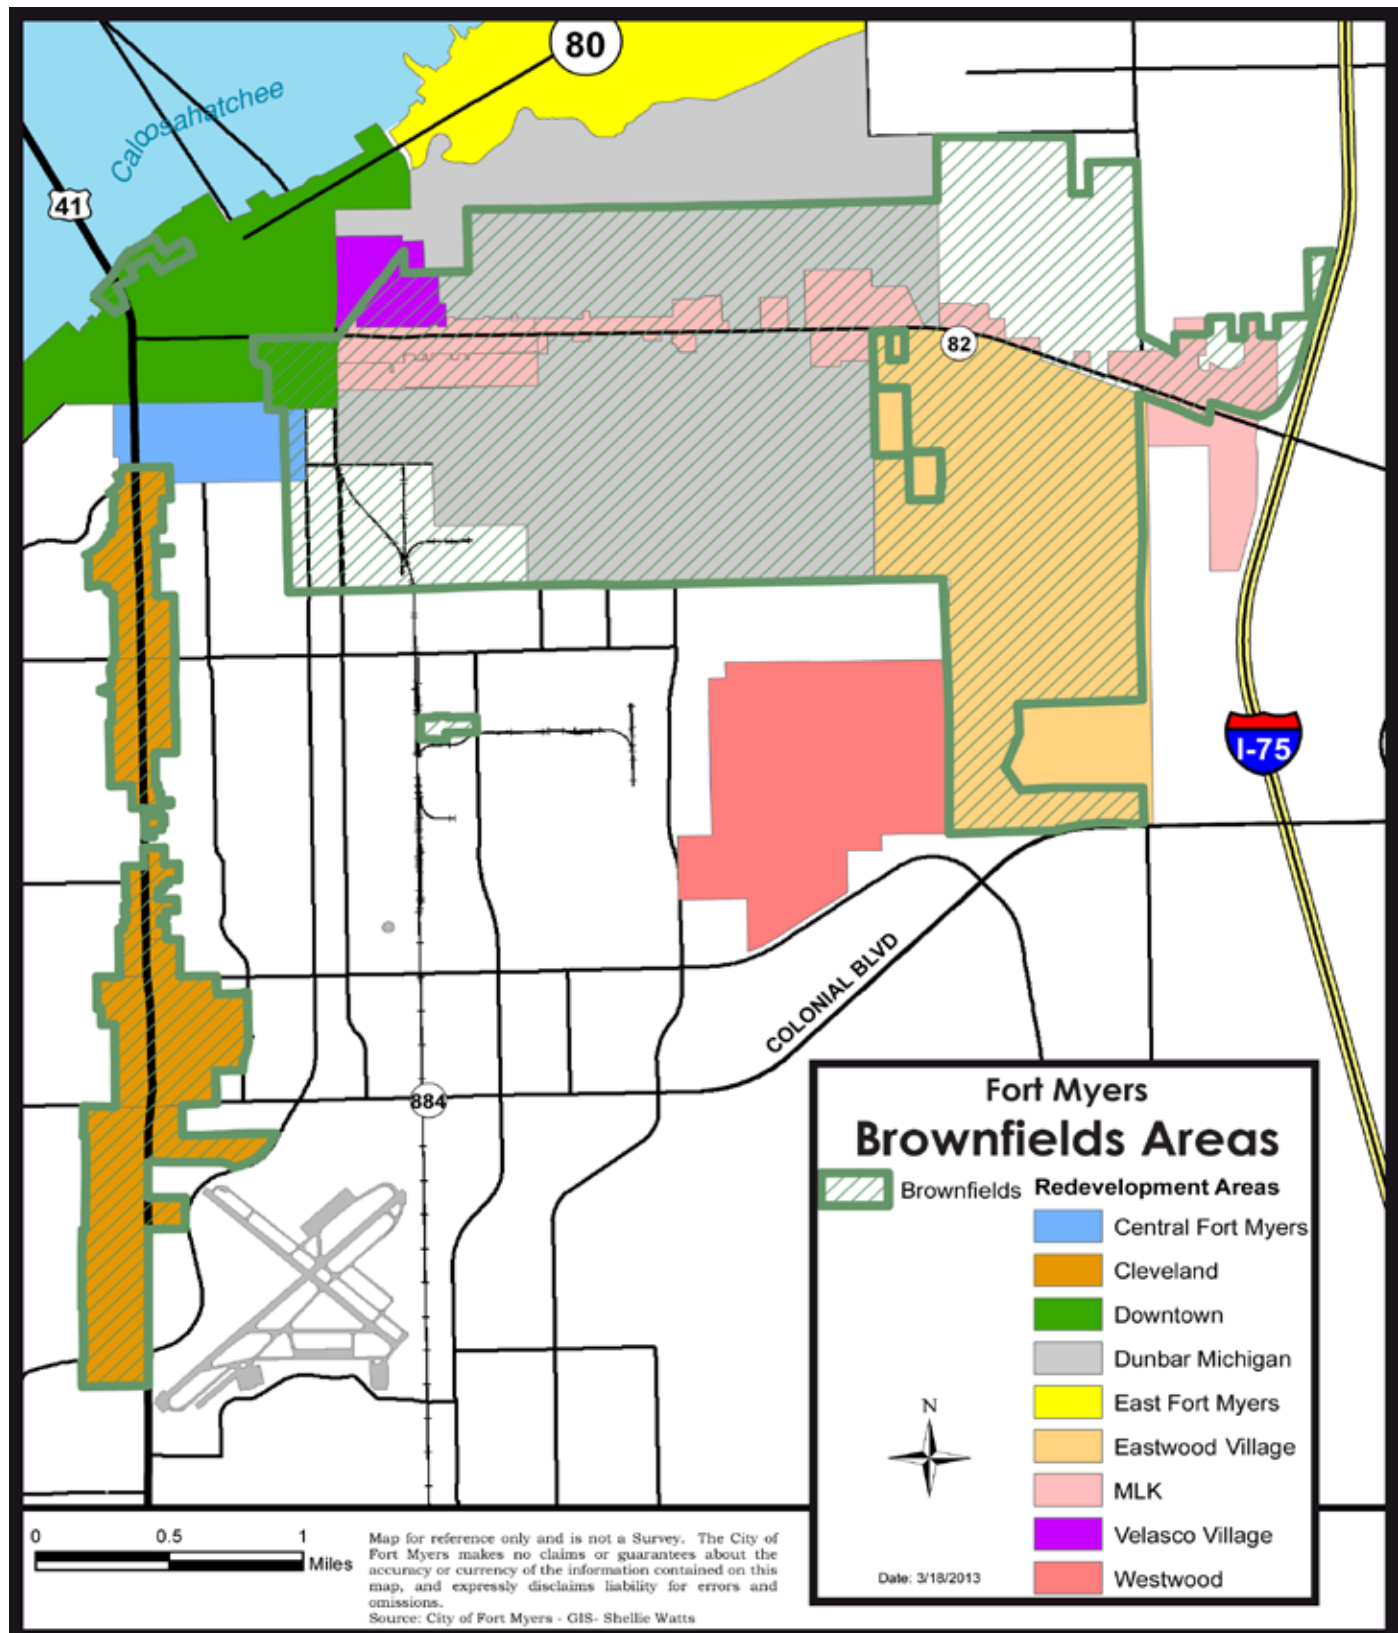 80
Caloosahatchee
41
82
I-75
COLONIAL BLVD
884
Fort Myers
Brownfields Areas
Brownfields
Redevelopment Areas
Central Fort Myers
Cleveland
Downtown
Dunbar Michigan
East Fort Myers
Eastwood Village
MLK
Velasco Village
Westwood
N
Date: 3/18/2013
0 0.5 1
Miles
Map for reference only and is not a Survey. The City of
Fort Myers makes no claims or guarantees about the
accuracy or currency of the information contained on this
map, and expressly disclaims liability for errors and
omissions.
Source: City of Fort Myers - GIS- Shellie Watts